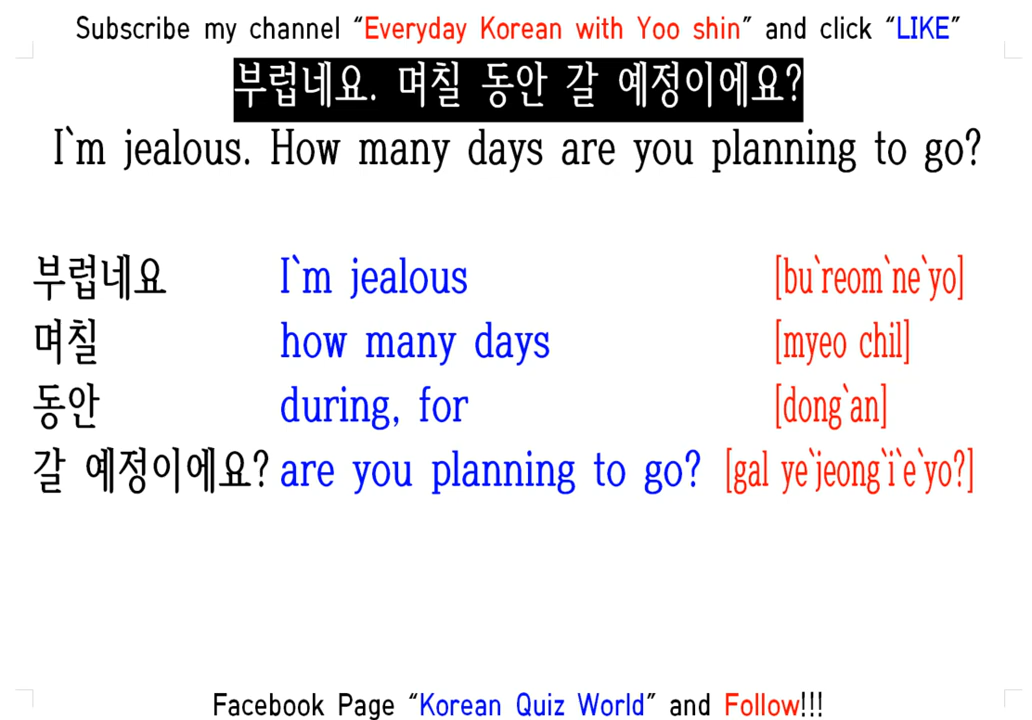 Subscribe my channel “Everyday Korean with Yoo shin” and click “LIKE”
부럽네요. 며칠 동안 갈 예정이에요?
I`m jealous. How many days are you planning to go?
부럽네요 I`m jealous [bu`reom`ne`yo]
며칠 how many days [myeo chil]
동안 during, for [dong`an]
갈 예정이에요? are you planning to go? [gal ye`jeong`i`e`yo?]
Facebook Page “Korean Quiz World” and Follow!!!